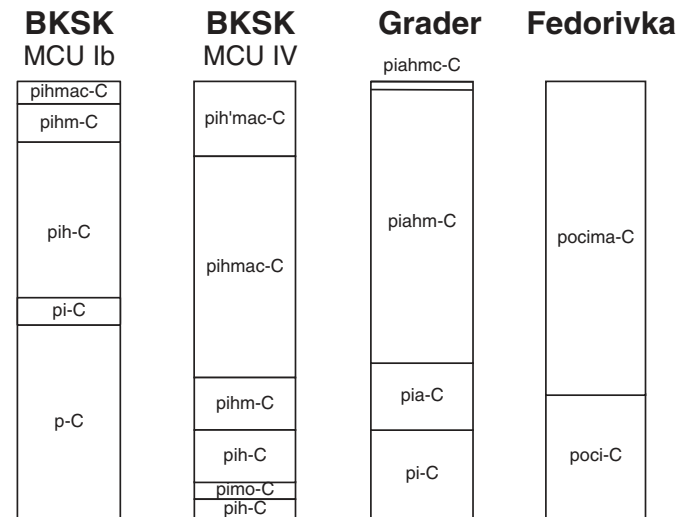 BKSK
MCU Ib
pihmac-C
pihm-C
pih-C
pi-C
p-C
BKSK
MCU IV
pih'mac-C
pihmac-C
pihm-C
pih-C
pimo-C
pih-C
Grader
piahmc-C
piahm-C
pia-C
pi-C
Fedorivka
pocima-C
poci-C